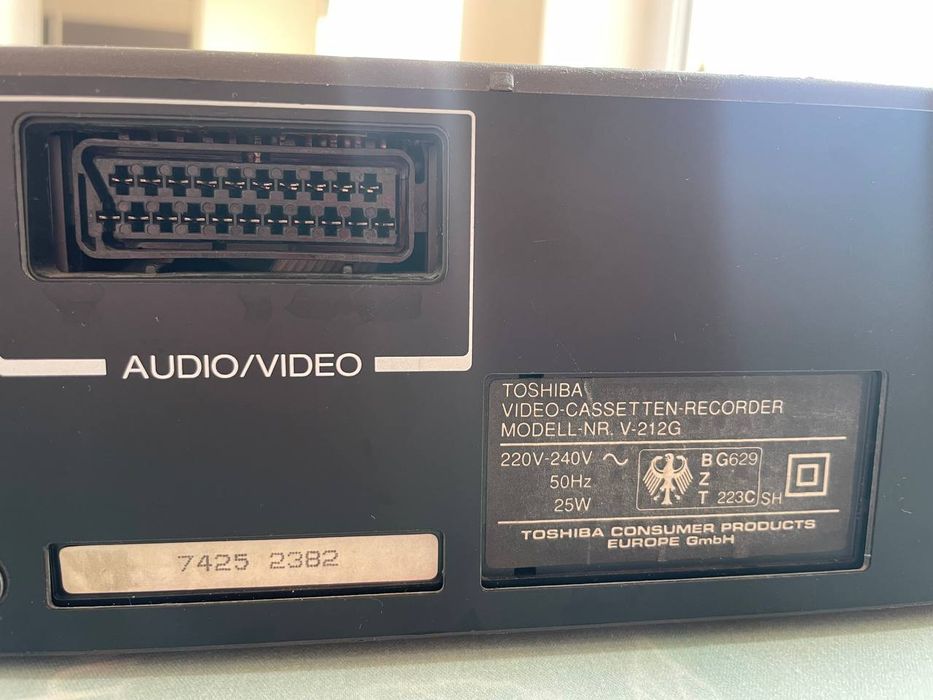 AUDIO/VIDEO
TOSHIBA
VIDEO-CASSETTEN-RECORDER
MODELL-NR. V-212G
220V-240V ~
50Hz
25W
B G629
Z
T 223C SH
TOSHIBA CONSUMER PRODUCTS
EUROPE GmbH
7425 2382